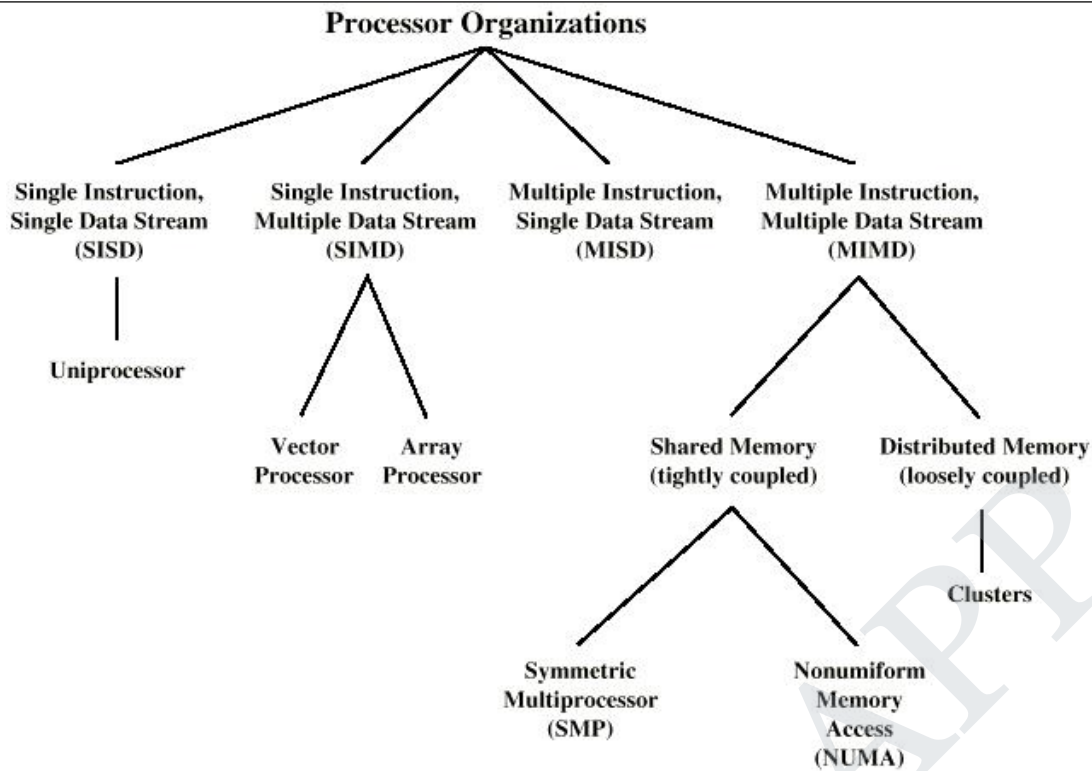 Processor Organizations
Single Instruction,
Single Data Stream
(SISD)
Single Instruction,
Multiple Data Stream
(SIMD)
Multiple Instruction,
Single Data Stream
(MISD)
Multiple Instruction,
Multiple Data Stream
(MIMD)
Uniprocessor
Vector
Processor
Array
Processor
Shared Memory
(tightly coupled)
Distributed Memory
(loosely coupled)
Clusters
Symmetric
Multiprocessor
(SMP)
Nonumiform
Memory
Access
(NUMA)
APP